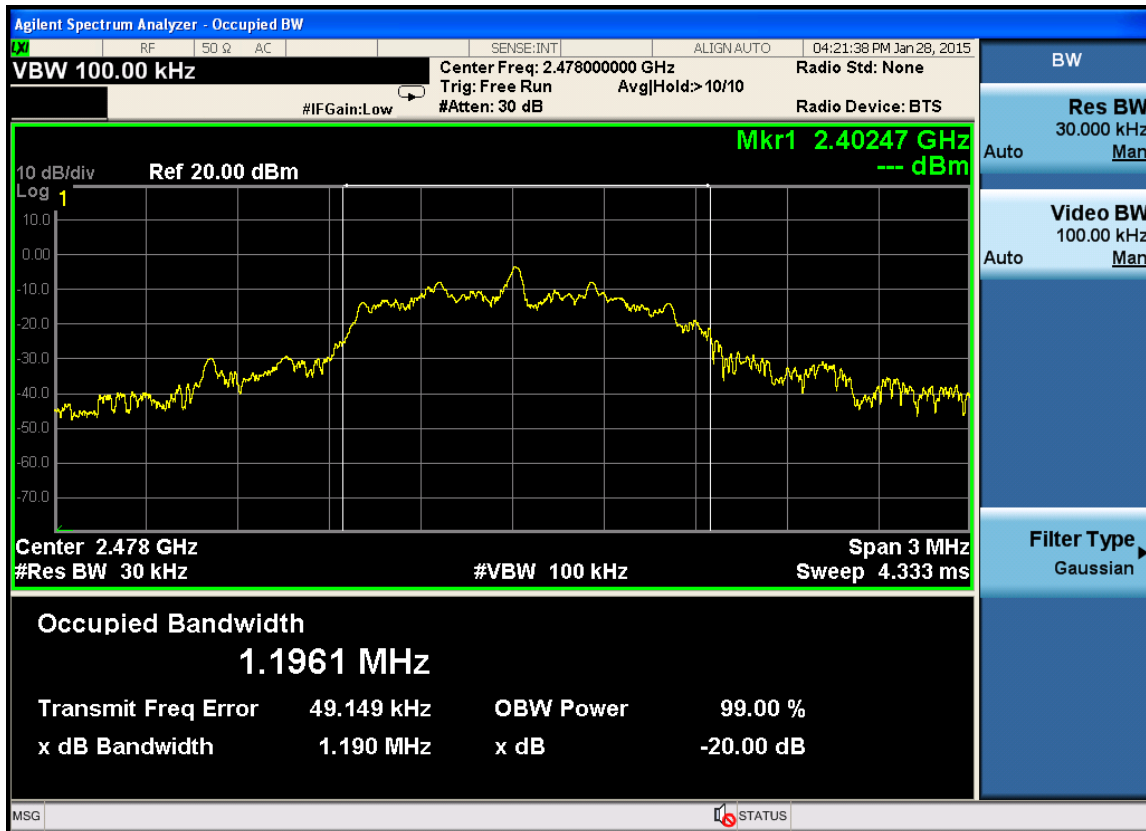 Agilent Spectrum Analyzer - Occupied BW
LXI RF 50 Ω AC SENSE:INT ALIGNAUTO 04:21:38 PM Jan 28, 2015
VBW 100.00 kHz
Center Freq: 2.478000000 GHz
Radio Std: None
Trig: Free Run Avg|Hold:>10/10
#IFGain:Low #Atten: 30 dB
Radio Device: BTS
Mkr1 2.40247 GHz
--- dBm
10 dB/div Ref 20.00 dBm
Log
1
10.0
0.00
-10.0
-20.0
-30.0
-40.0
-50.0
-60.0
-70.0
Center 2.478 GHz Span 3 MHz
#Res BW 30 kHz #VBW 100 kHz Sweep 4.333 ms
Occupied Bandwidth
1.1961 MHz
Transmit Freq Error 49.149 kHz OBW Power 99.00 %
x dB Bandwidth 1.190 MHz x dB -20.00 dB
MSG STATUS
BW
Res BW
30.000 kHz
Auto Man
Video BW
100.00 kHz
Auto Man
Filter Type
Gaussian